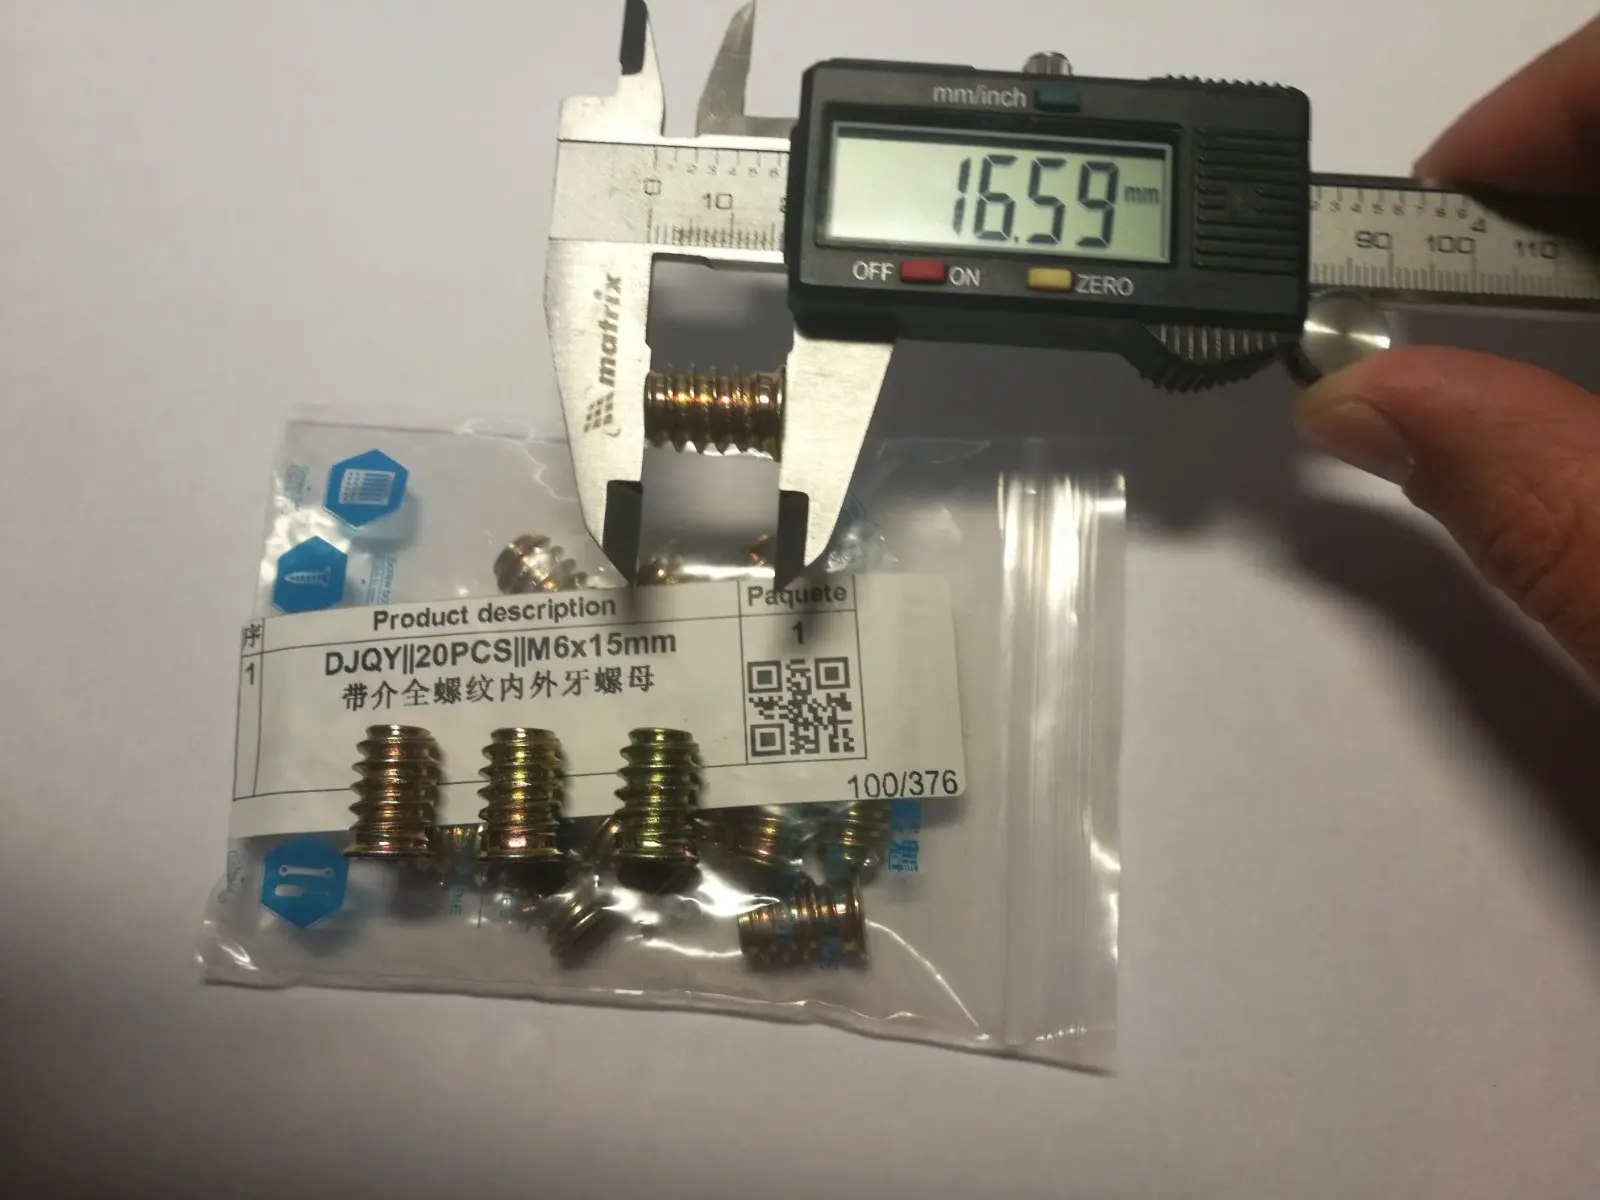 mm/inch
16.59 mm
OFF ON ZERO
0 10
90 100 110
matrix
Product description
Paquete
序
1
DJQY||20PCS||M6x15mm
1
带介全螺纹内外牙螺母
100/376